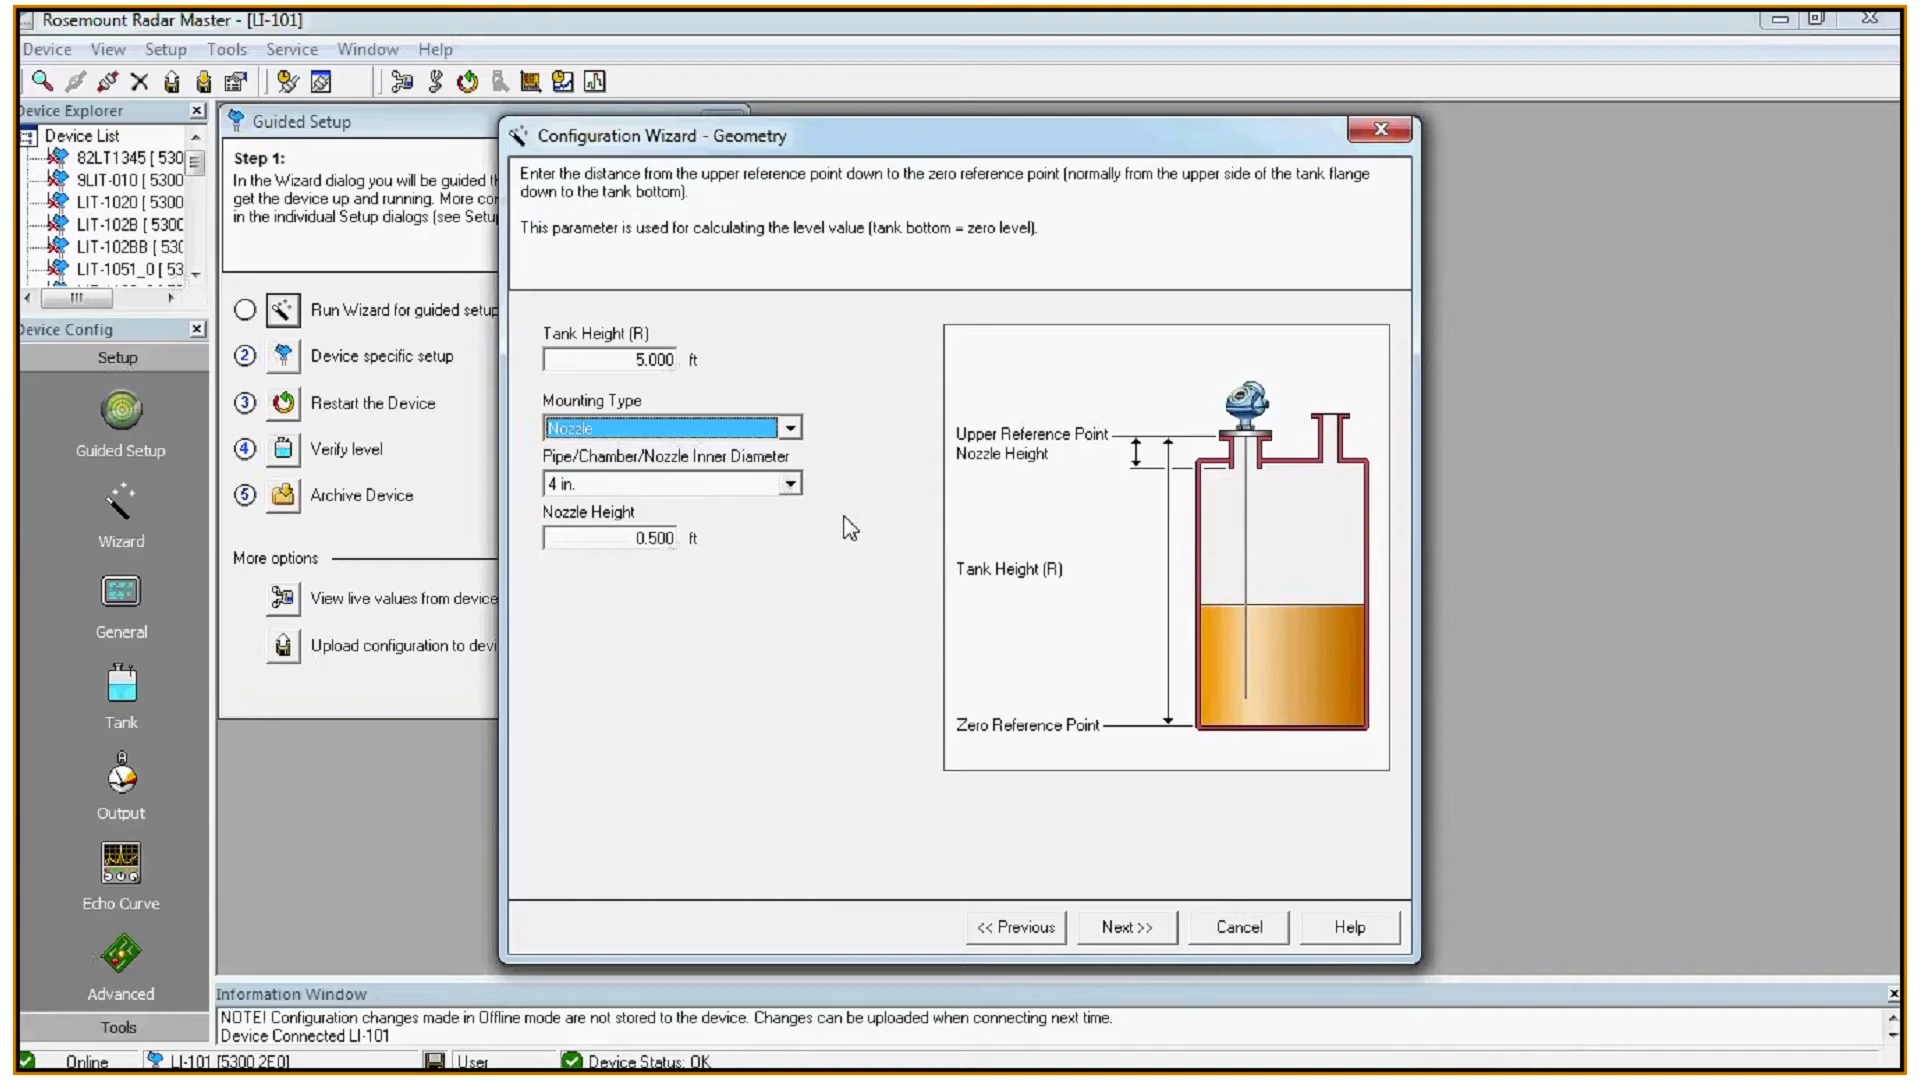 Rosemount Radar Master - [LI-101]
Device View Setup Tools Service Window Help
Device Explorer
Device List
82LT1345 [ 530
9LIT-010 [ 5300
LIT-1020 [ 5300
LIT-102B [ 530C
LIT-102BB [ 53C
LIT-1051_0 [ 53
Device Config
Setup
Guided Setup
Wizard
General
Tank
Output
Echo Curve
Advanced
Tools
Guided Setup
Step 1:
In the Wizard dialog you will be guided th
get the device up and running. More cor
in the individual Setup dialogs (see Setu
Run Wizard for guided setup
2 Device specific setup
3 Restart the Device
4 Verify level
5 Archive Device
More options
View live values from device
Upload configuration to devi
Configuration Wizard - Geometry
Enter the distance from the upper reference point down to the zero reference point (normally from the upper side of the tank flange
down to the tank bottom).
This parameter is used for calculating the level value (tank bottom = zero level).
Tank Height (R)
5.000 ft
Mounting Type
Nozzle
Pipe/Chamber/Nozzle Inner Diameter
4 in.
Nozzle Height
0.500 ft
Upper Reference Point
Nozzle Height
Tank Height (R)
Zero Reference Point
<< Previous Next >> Cancel Help
Information Window
NOTE! Configuration changes made in Offline mode are not stored to the device. Changes can be uploaded when connecting next time.
Device Connected LI-101
Online LI-101 [5300 2E0] User Device Status: OK